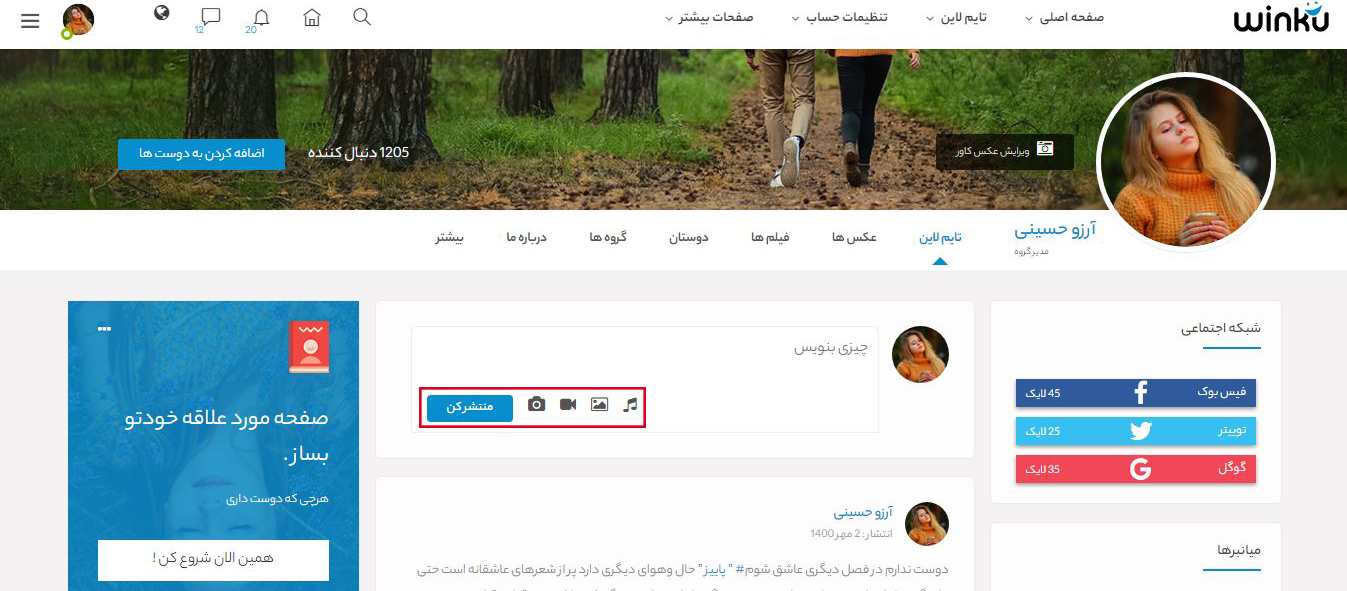 winku
صفحه اصلی
تایم لاین
تنظیمات حساب
صفحات بیشتر
20
12
ویرایش عکس کاور
1205 دنبال کننده
اضافه کردن به دوست ها
آرزو حسینی
مدیر گروه
تایم لاین
عکس ها
فیلم ها
دوستان
گروه ها
درباره ما
بیشتر
شبکه اجتماعی
فیس بوک
45 لایک
توییتر
25 لایک
گوگل
35 لایک
میانبرها
چیزی بنویس
منتشر کن
آرزو حسینی
انتشار : 2 مهر 1400
دوست ندارم در فصل دیگری عاشق شوم# " پاییز " حال وهوای دیگری دارد پر از شعرهای عاشقانه است حتی
صفحه مورد علاقه خودتو
بساز.
هرچی که دوست داری
همین الان شروع کن !